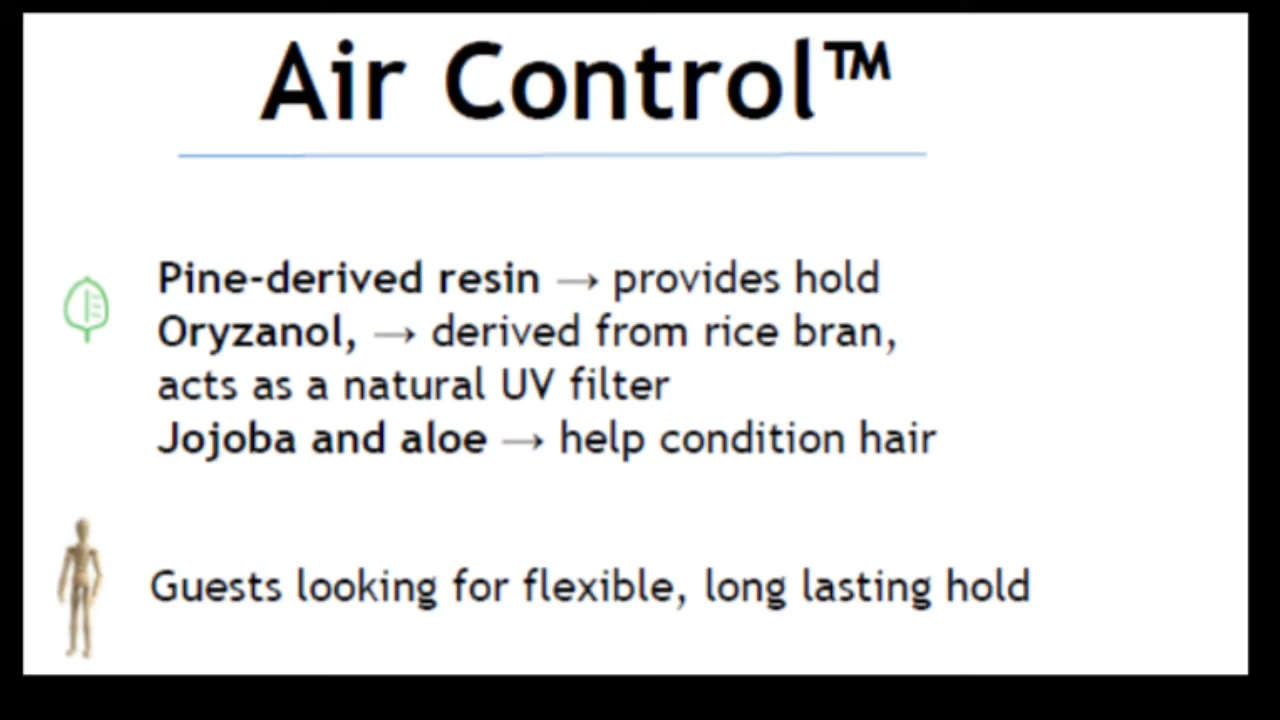 Air Control™
Pine-derived resin → provides hold
Oryzanol, → derived from rice bran,
acts as a natural UV filter
Jojoba and aloe → help condition hair
Guests looking for flexible, long lasting hold